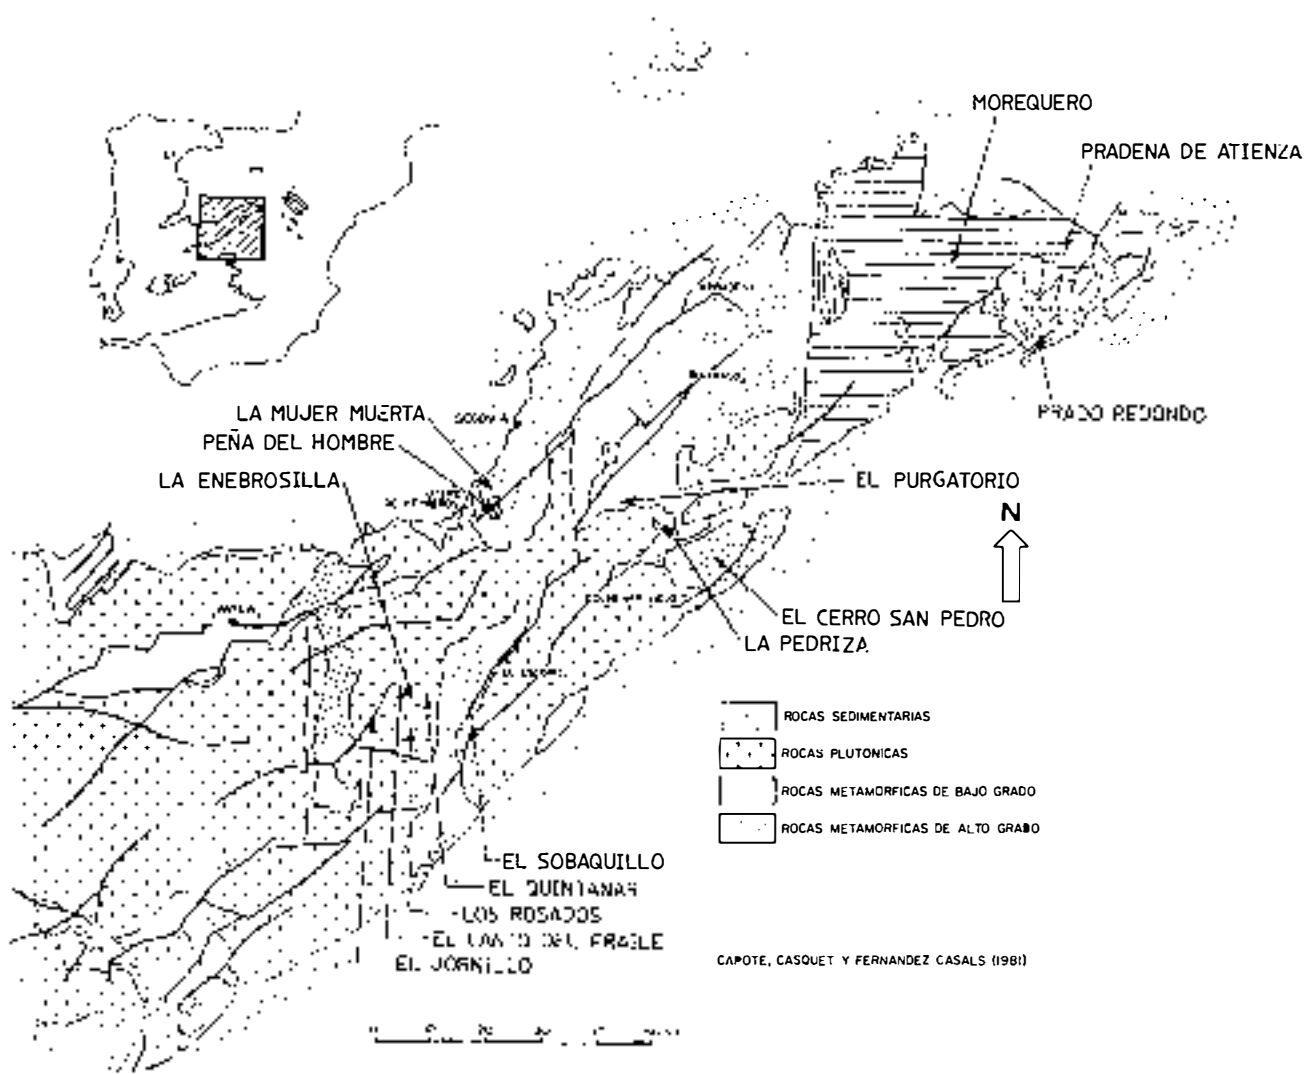 MOREQUERO
PRADENA DE ATIENZA
LA MUJER MUERTA
PEÑA DEL HOMBRE
LA ENEBROSILLA
PRADO REDONDO
EL PURGATORIO
N
EL CERRO SAN PEDRO
LA PEDRIZA
ROCAS SEDIMENTARIAS
ROCAS PLUTONICAS
ROCAS METAMORFICAS DE BAJO GRADO
ROCAS METAMORFICAS DE ALTO GRADO
EL SOBAQUILLO
EL QUINTANAR
LOS ROSADOS
EL CANTO DEL FRAILE
EL JORNILLO
CAPOTE, CASQUET Y FERNANDEZ CASALS (1981)